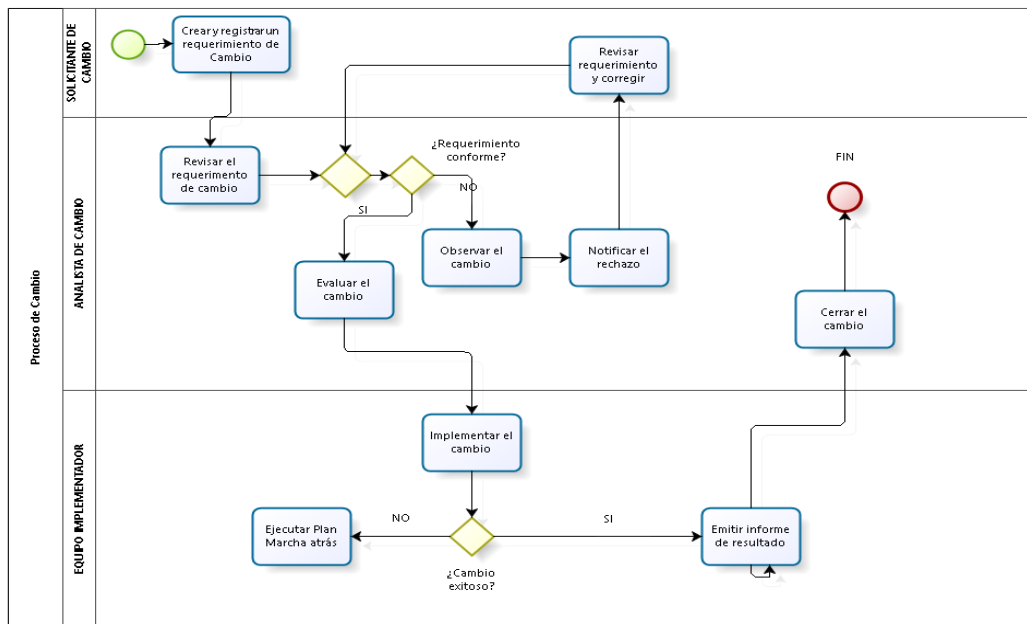 Proceso de Cambio
SOLICITANTE DE
CAMBIO
Crear y registrar un
requerimiento de
Cambio
Revisar
requerimiento
y corregir
ANALISTA DE CAMBIO
Revisar el
requerimento
de cambio
¿Requerimiento
conforme?
NO
SI
Observar el
cambio
Notificar el
rechazo
Evaluar el
cambio
FIN
Cerrar el
cambio
EQUIPO IMPLEMENTADOR
Implementar el
cambio
Ejecutar Plan
Marcha atrás
NO
¿Cambio
exitoso?
SI
Emitir informe
de resultado